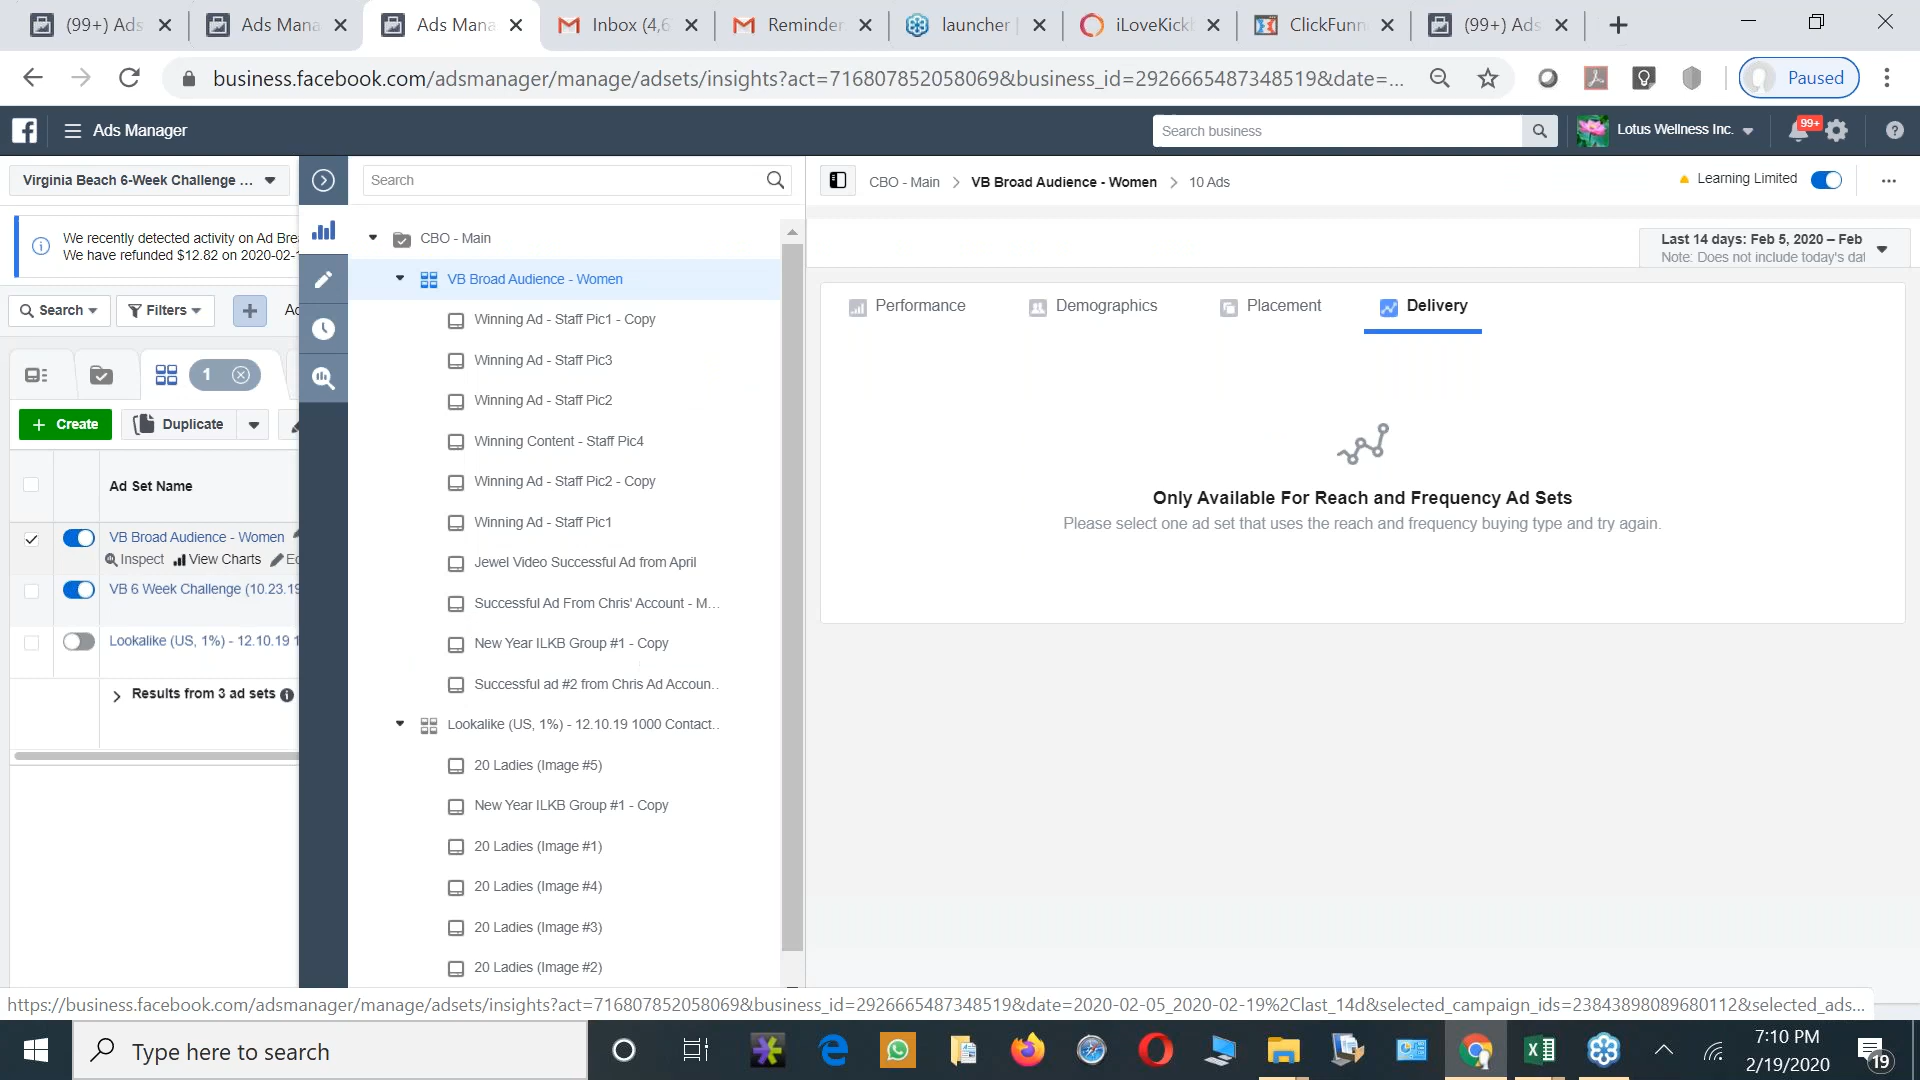 (99+) Ads
Ads Mana
Ads Mana
Inbox (4,6
Reminder
launcher
iLoveKick
ClickFunn
(99+) Ads
business.facebook.com/adsmanager/manage/adsets/insights?act=716807852058069&business_id=2926665487348519&date=...
Paused
Ads Manager
Search business
Lotus Wellness Inc.
99+
Virginia Beach 6-Week Challenge ...
We recently detected activity on Ad Brea
We have refunded $12.82 on 2020-02-1
Search
Filters
Ad
1
Create
Duplicate
Ad Set Name
VB Broad Audience - Women
Inspect View Charts Ed
VB 6 Week Challenge (10.23.19
Lookalike (US, 1%) - 12.10.19 1
Results from 3 ad sets
Search
CBO - Main
VB Broad Audience - Women
Winning Ad - Staff Pic1 - Copy
Winning Ad - Staff Pic3
Winning Ad - Staff Pic2
Winning Content - Staff Pic4
Winning Ad - Staff Pic2 - Copy
Winning Ad - Staff Pic1
Jewel Video Successful Ad from April
Successful Ad From Chris' Account - M...
New Year ILKB Group #1 - Copy
Successful ad #2 from Chris Ad Accoun..
Lookalike (US, 1%) - 12.10.19 1000 Contact..
20 Ladies (Image #5)
New Year ILKB Group #1 - Copy
20 Ladies (Image #1)
20 Ladies (Image #4)
20 Ladies (Image #3)
20 Ladies (Image #2)
CBO - Main > VB Broad Audience - Women > 10 Ads
Learning Limited
Last 14 days: Feb 5, 2020 – Feb
Note: Does not include today's dat
Performance
Demographics
Placement
Delivery
Only Available For Reach and Frequency Ad Sets
Please select one ad set that uses the reach and frequency buying type and try again.
https://business.facebook.com/adsmanager/manage/adsets/insights?act=716807852058069&business_id=2926665487348519&date=2020-02-05_2020-02-19%2Clast_14d&selected_campaign_ids=23843898089680112&selected_ads...
Type here to search
7:10 PM
2/19/2020
19